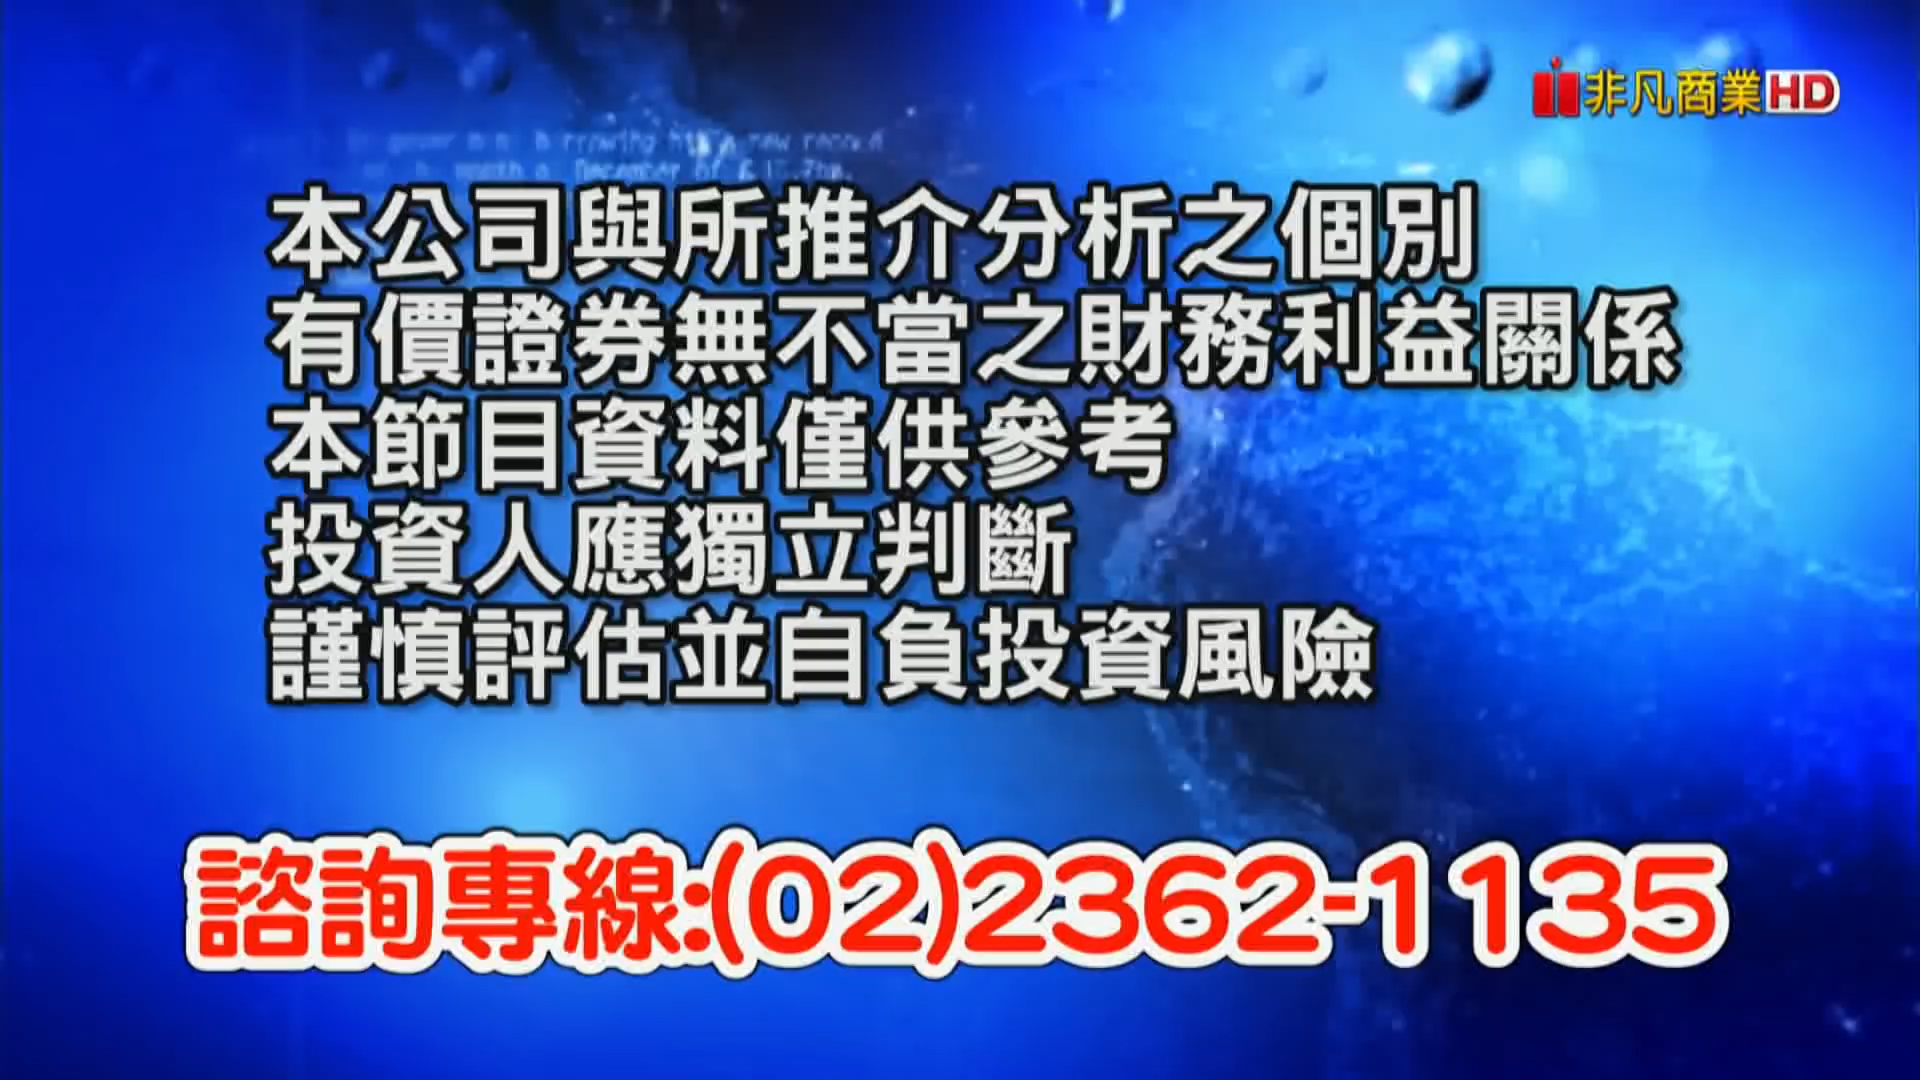 非凡商業HD
本公司與所推介分析之個別
有價證券無不當之財務利益關係
本節目資料僅供參考
投資人應獨立判斷
謹慎評估並自負投資風險
諮詢專線:(02)2362-1135